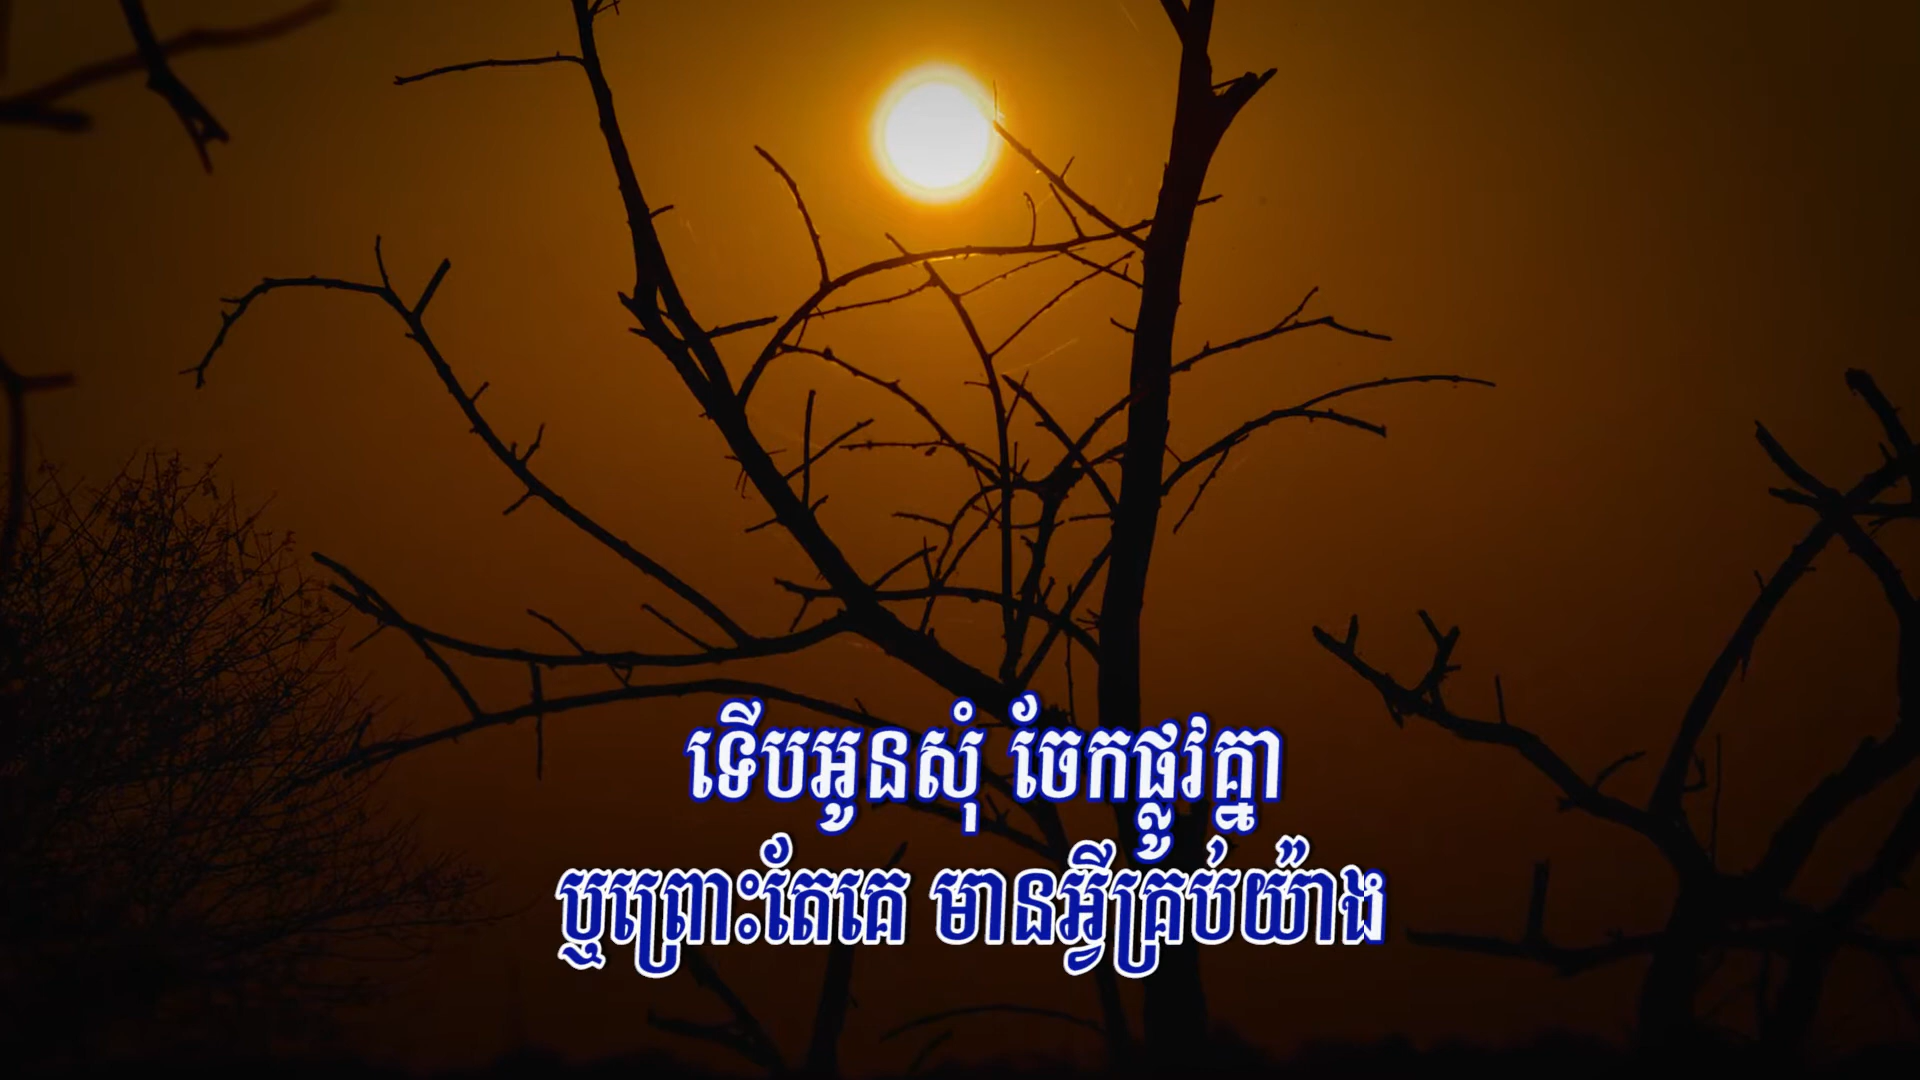 ទើបអូនសុំ ចែកផ្លូវគ្នា
ឬព្រោះតែគេ មានអ្វីគ្រប់យ៉ាង